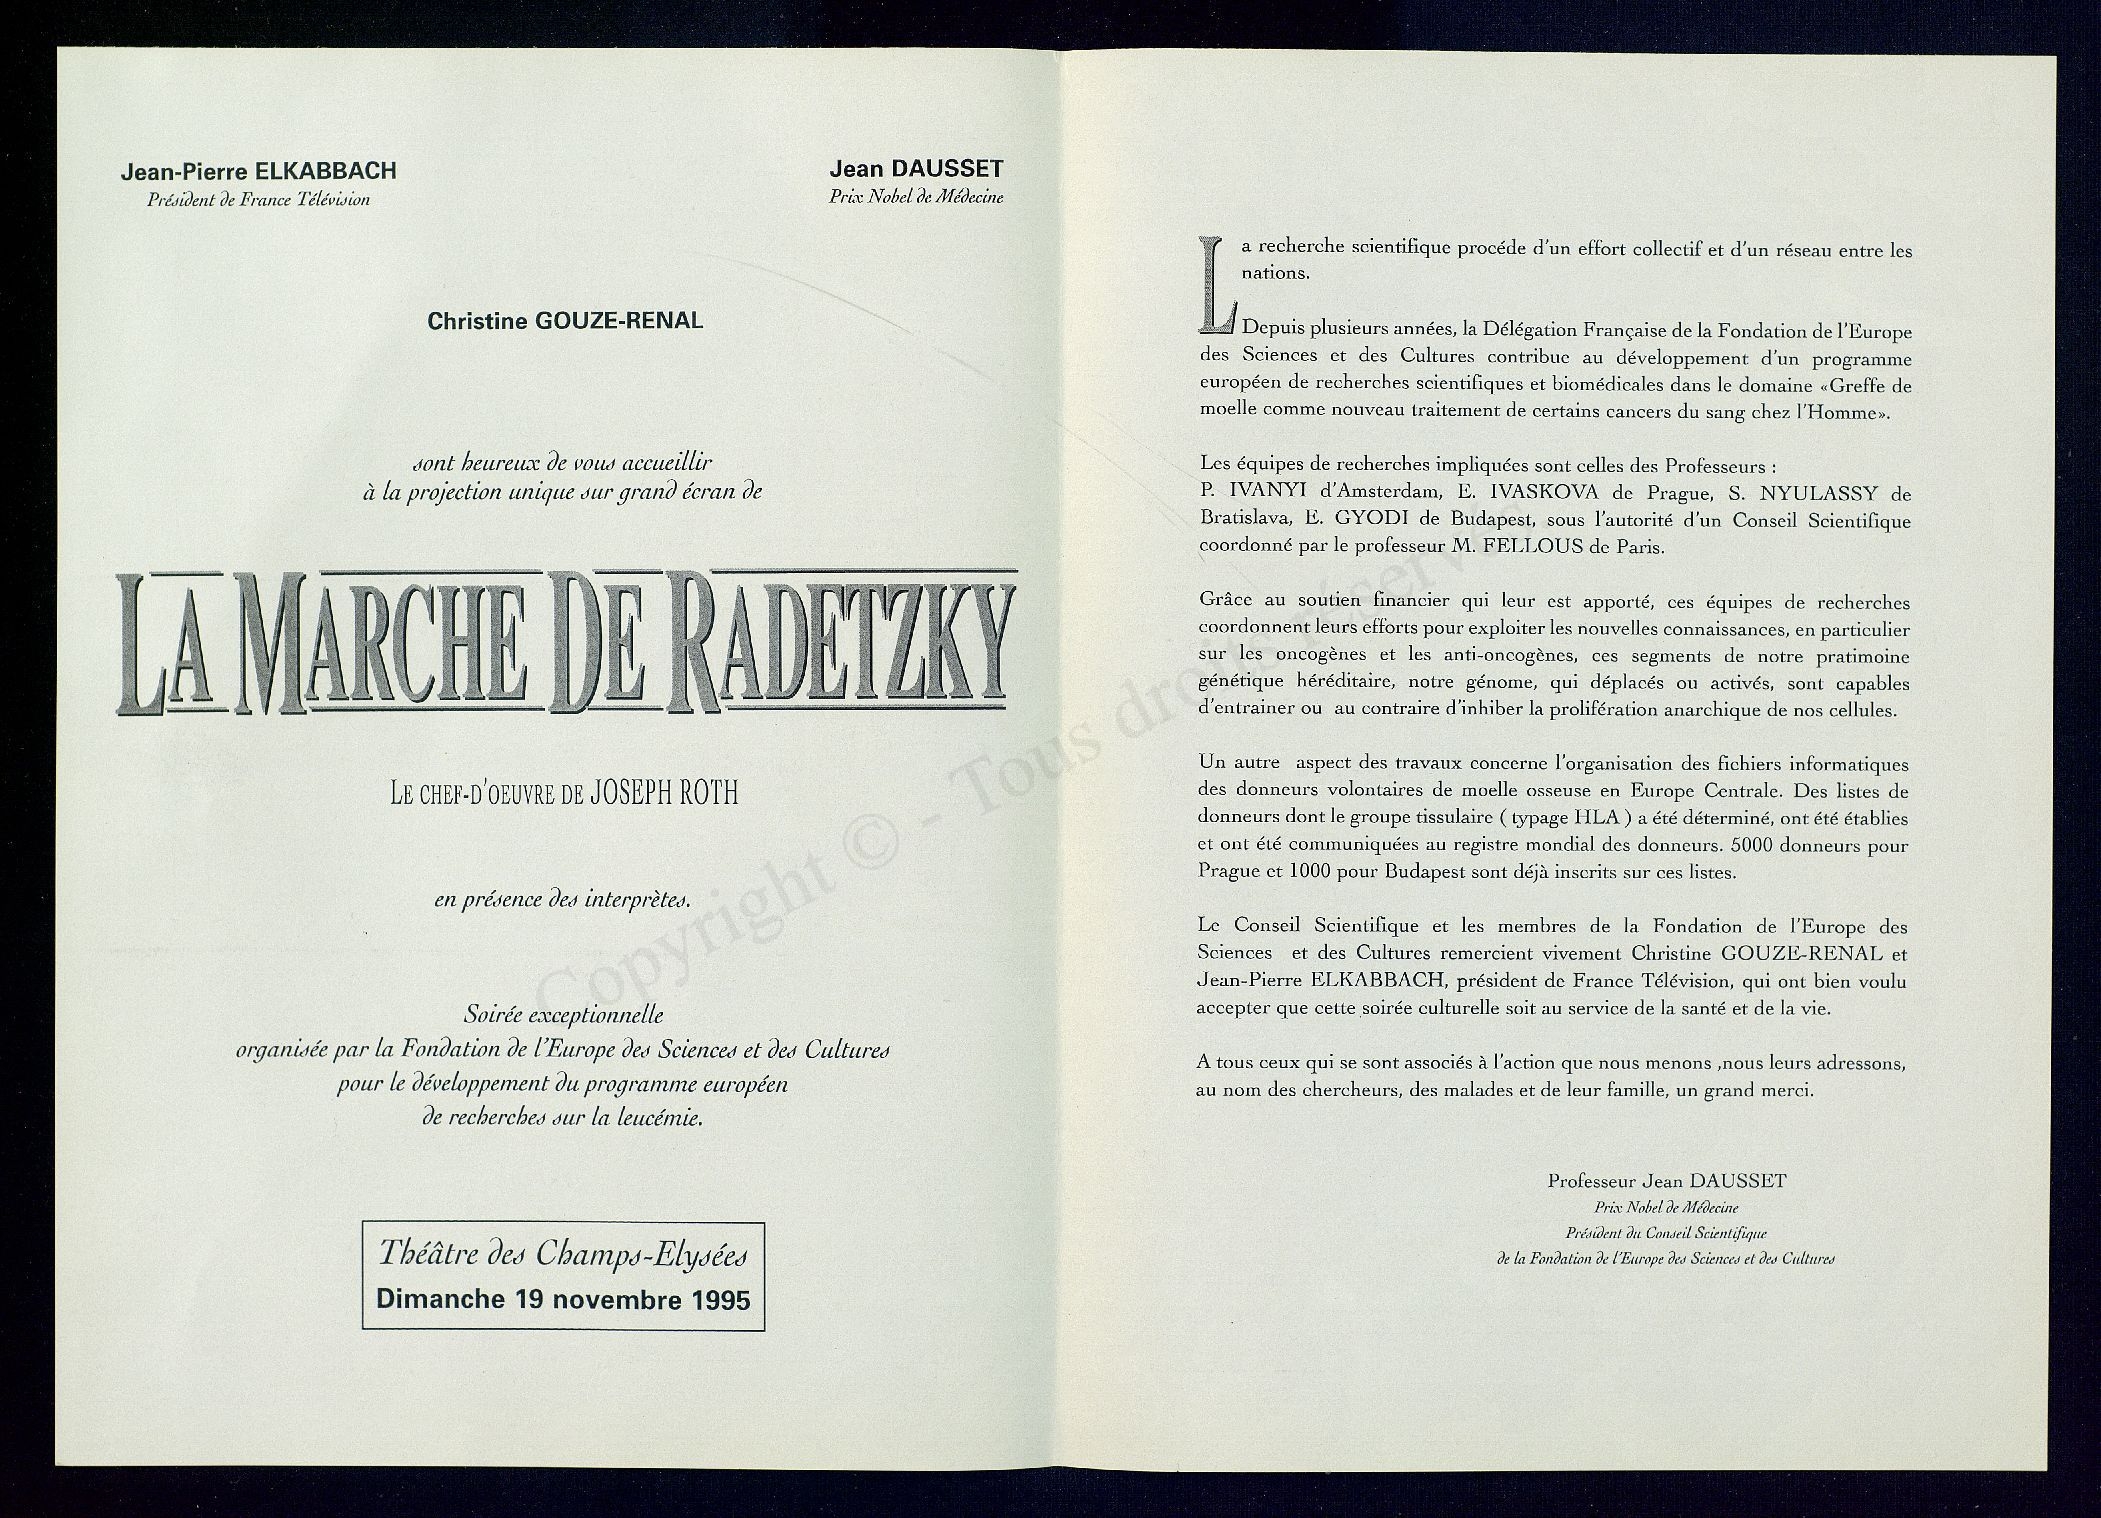 Jean-Pierre ELKABBACH
Président de France Télévision
Jean DAUSSET
Prix Nobel de Médecine
Christine GOUZE-RENAL
sont heureux de vous accueillir
à la projection unique sur grand écran de
LA MARCHE DE RADETZKY
LE CHEF-D'OEUVRE DE JOSEPH ROTH
en présence des interprètes.
Soirée exceptionnelle
organisée par la Fondation de l'Europe des Sciences et des Cultures
pour le développement du programme européen
de recherches sur la leucémie.
Théâtre des Champs-Elysées
Dimanche 19 novembre 1995
La recherche scientifique procéde d'un effort collectif et d'un réseau entre les
nations.
Depuis plusieurs années, la Délégation Française de la Fondation de l'Europe
des Sciences et des Cultures contribue au développement d'un programme
européen de recherches scientifiques et biomédicales dans le domaine «Greffe de
moelle comme nouveau traitement de certains cancers du sang chez l'Homme».
Les équipes de recherches impliquées sont celles des Professeurs :
P. IVANYI d'Amsterdam, E. IVASKOVA de Prague, S. NYULASSY de
Bratislava, E. GYODI de Budapest, sous l'autorité d'un Conseil Scientifique
coordonné par le professeur M. FELLOUS de Paris.
Grâce au soutien financier qui leur est apporté, ces équipes de recherches
coordonnent leurs efforts pour exploiter les nouvelles connaissances, en particulier
sur les oncogènes et les anti-oncogènes, ces segments de notre pratimoine
génétique héréditaire, notre génome, qui déplacés ou activés, sont capables
d'entrainer ou au contraire d'inhiber la prolifération anarchique de nos cellules.
Un autre aspect des travaux concerne l'organisation des fichiers informatiques
des donneurs volontaires de moelle osseuse en Europe Centrale. Des listes de
donneurs dont le groupe tissulaire ( typage HLA ) a été déterminé, ont été établies
et ont été communiquées au registre mondial des donneurs. 5000 donneurs pour
Prague et 1000 pour Budapest sont déjà inscrits sur ces listes.
Le Conseil Scientifique et les membres de la Fondation de l'Europe des
Sciences et des Cultures remercient vivement Christine GOUZE-RENAL et
Jean-Pierre ELKABBACH, président de France Télévision, qui ont bien voulu
accepter que cette soirée culturelle soit au service de la santé et de la vie.
A tous ceux qui se sont associés à l'action que nous menons ,nous leurs adressons,
au nom des chercheurs, des malades et de leur famille, un grand merci.
Professeur Jean DAUSSET
Prix Nobel de Médecine
Président du Conseil Scientifique
de la Fondation de l'Europe des Sciences et des Cultures
Copyright © - Tous droits réservés